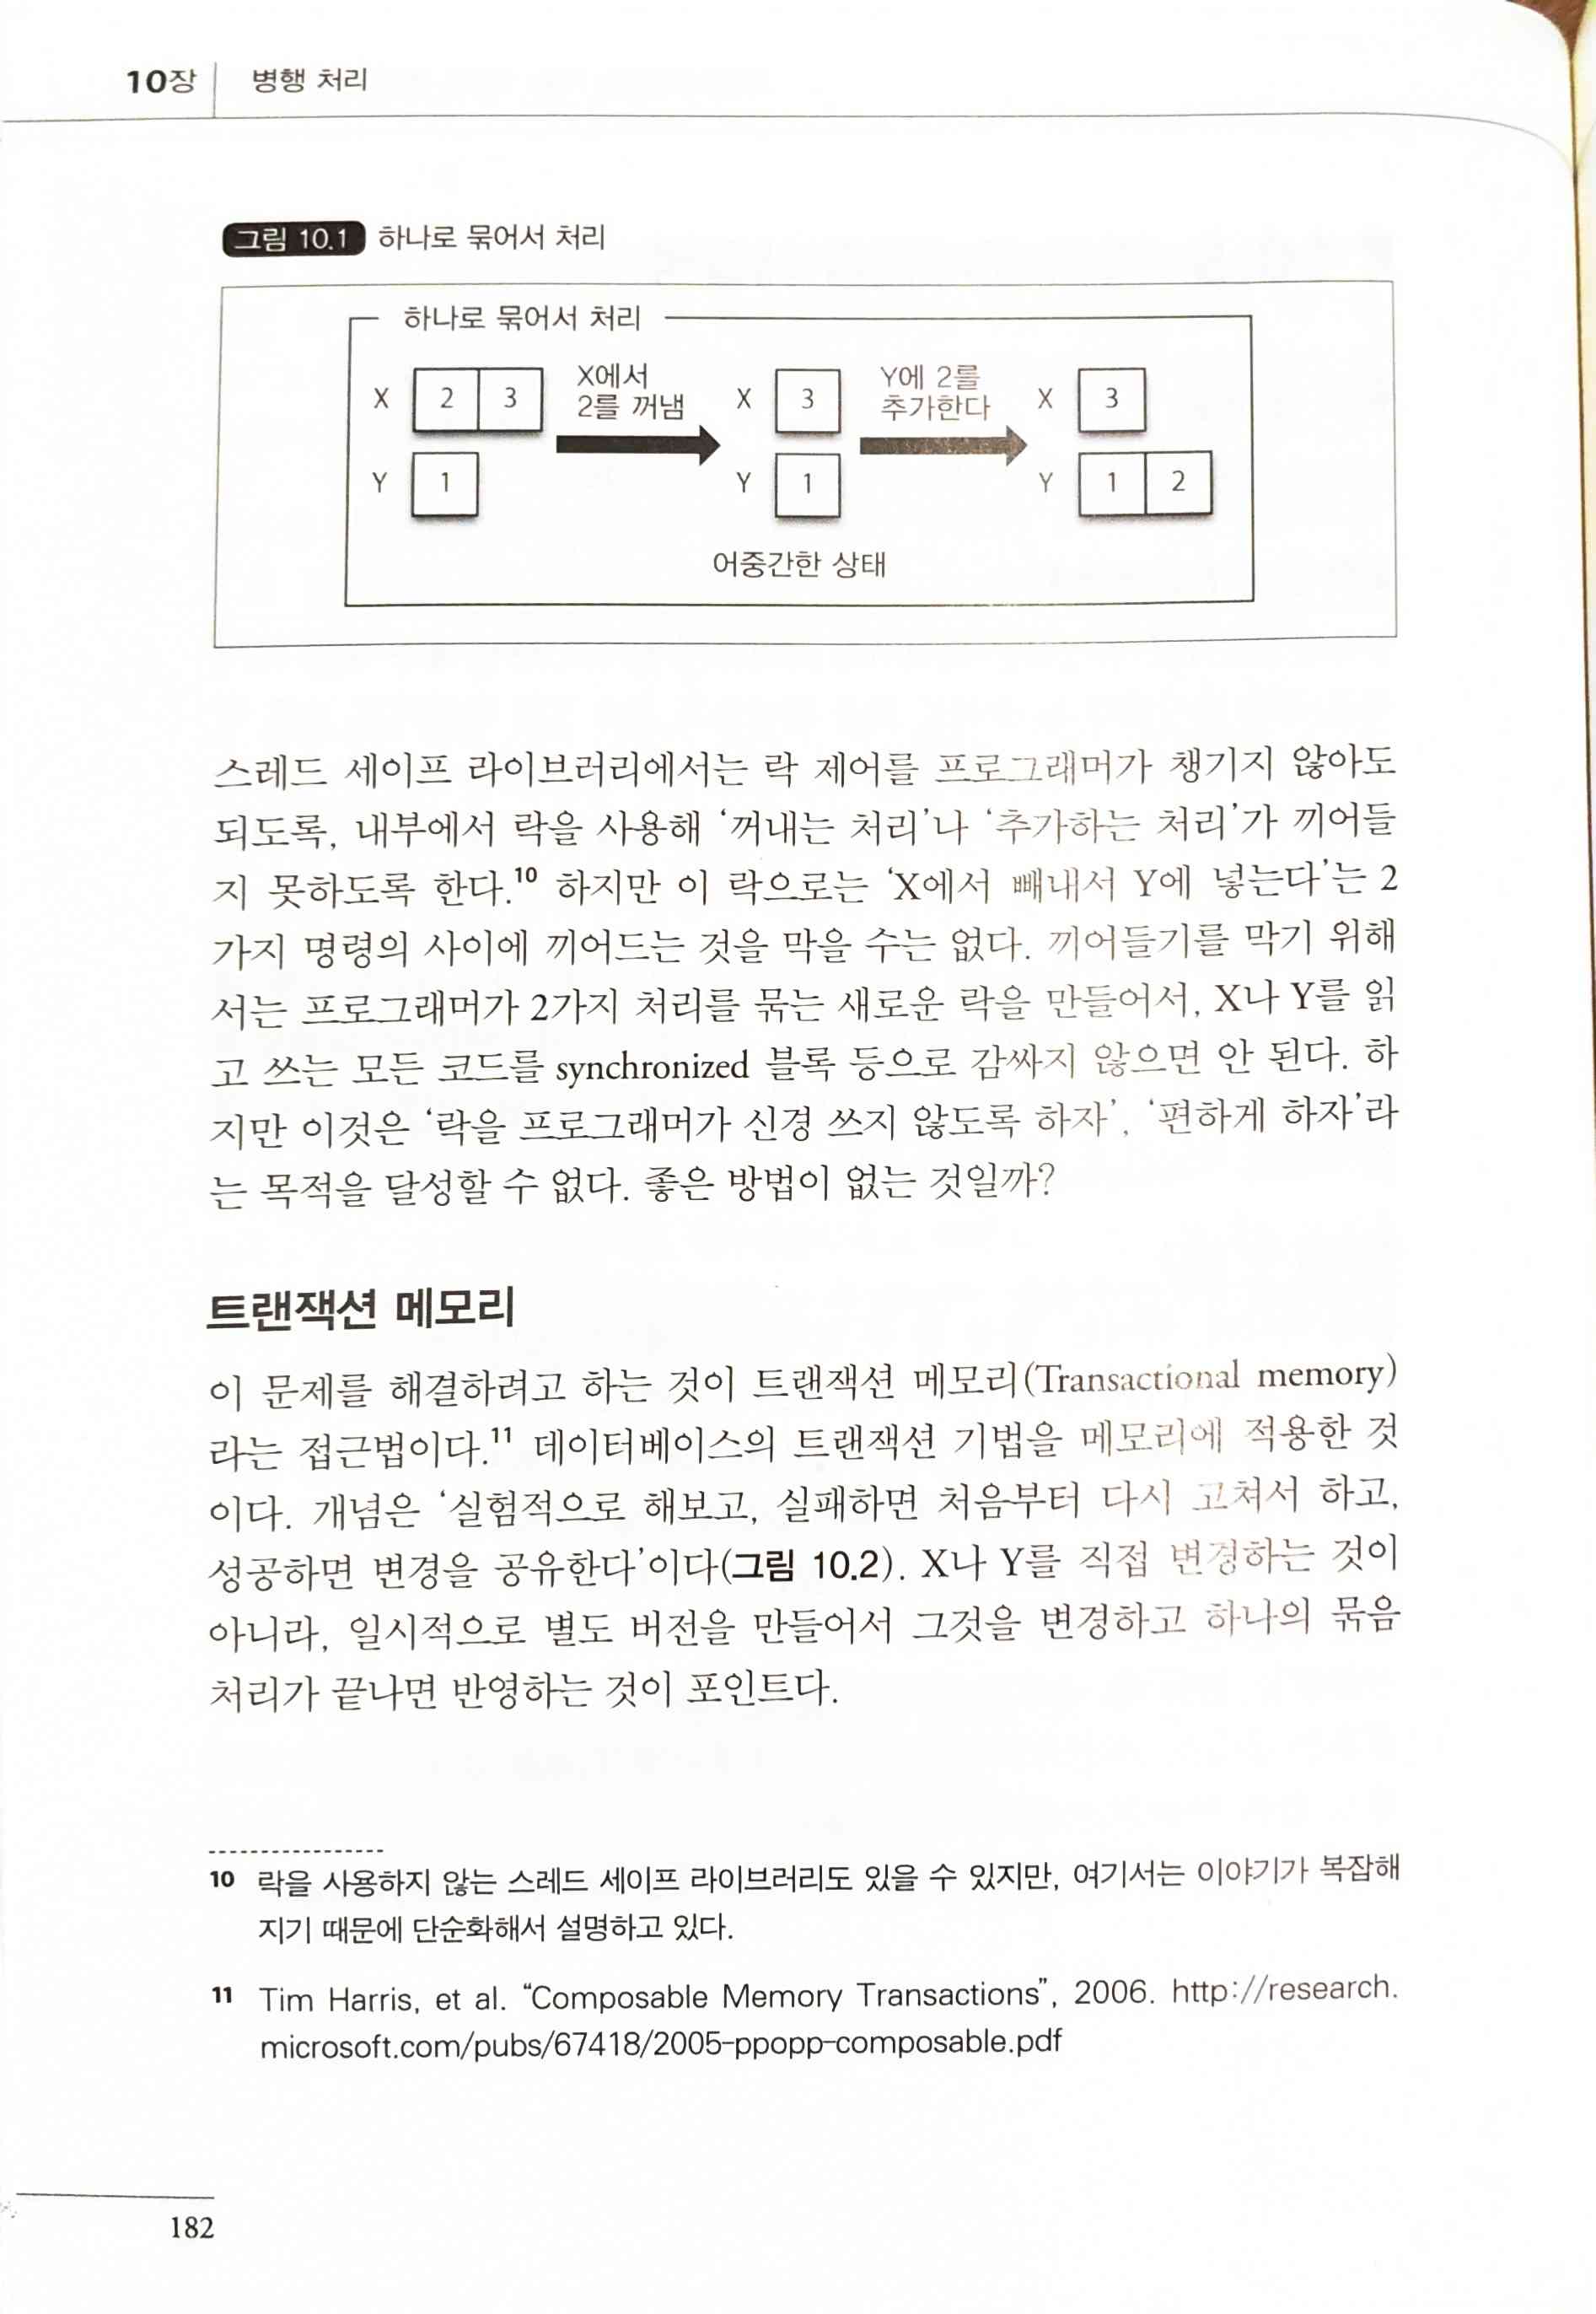 10장 병행 처리
그림 10.1 하나로 묶어서 처리
하나로 묶어서 처리
X 2 3
Y 1
X에서
2를 꺼냄
X 3
Y 1
어중간한 상태
Y에 2를
추가한다
X 3
Y 1 2
스레드 세이프 라이브러리에서는 락 제어를 프로그래머가 챙기지 않아도
되도록, 내부에서 락을 사용해 ‘꺼내는 처리’나 ‘추가하는 처리’가 끼어들
지 못하도록 한다.10 하지만 이 락으로는 ‘X에서 빼내서 Y에 넣는다’는 2
가지 명령의 사이에 끼어드는 것을 막을 수는 없다. 끼어들기를 막기 위해
서는 프로그래머가 2가지 처리를 묶는 새로운 락을 만들어서, X나 Y를 읽
고 쓰는 모든 코드를 synchronized 블록 등으로 감싸지 않으면 안 된다. 하
지만 이것은 ‘락을 프로그래머가 신경 쓰지 않도록 하자’, ‘편하게 하자’라
는 목적을 달성할 수 없다. 좋은 방법이 없는 것일까?
트랜잭션 메모리
이 문제를 해결하려고 하는 것이 트랜잭션 메모리(Transactional memory)
라는 접근법이다.11 데이터베이스의 트랜잭션 기법을 메모리에 적용한 것
이다. 개념은 ‘실험적으로 해보고, 실패하면 처음부터 다시 고쳐서 하고,
성공하면 변경을 공유한다’이다(그림 10.2). X나 Y를 직접 변경하는 것이
아니라, 일시적으로 별도 버전을 만들어서 그것을 변경하고 하나의 묶음
처리가 끝나면 반영하는 것이 포인트다.
10 락을 사용하지 않는 스레드 세이프 라이브러리도 있을 수 있지만, 여기서는 이야기가 복잡해
지기 때문에 단순화해서 설명하고 있다.
11 Tim Harris, et al. “Composable Memory Transactions”, 2006. http://research.
microsoft.com/pubs/67418/2005-ppopp-composable.pdf
182